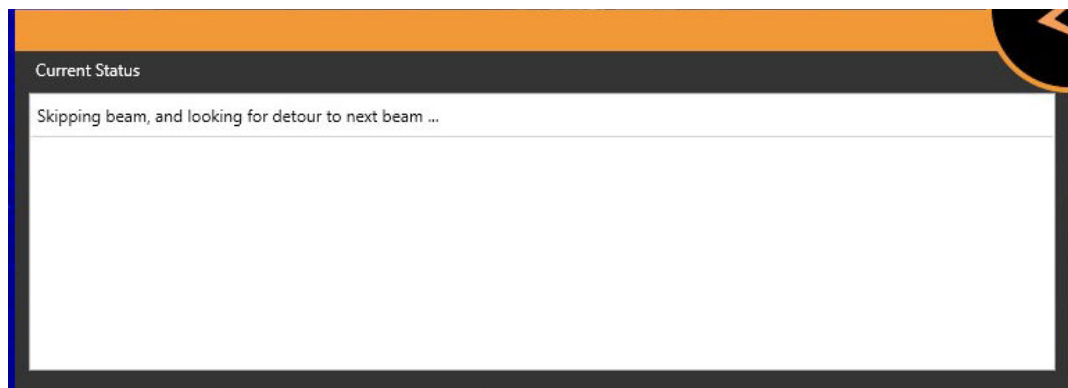 Current Status
Skipping beam, and looking for detour to next beam ...